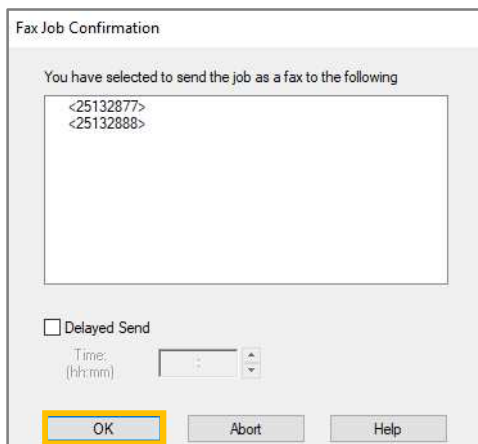 Fax Job Confirmation
You have selected to send the job as a fax to the following
<25132877>
<25132888>
Delayed Send
Time:
(hh:mm)
:
OK
Abort
Help